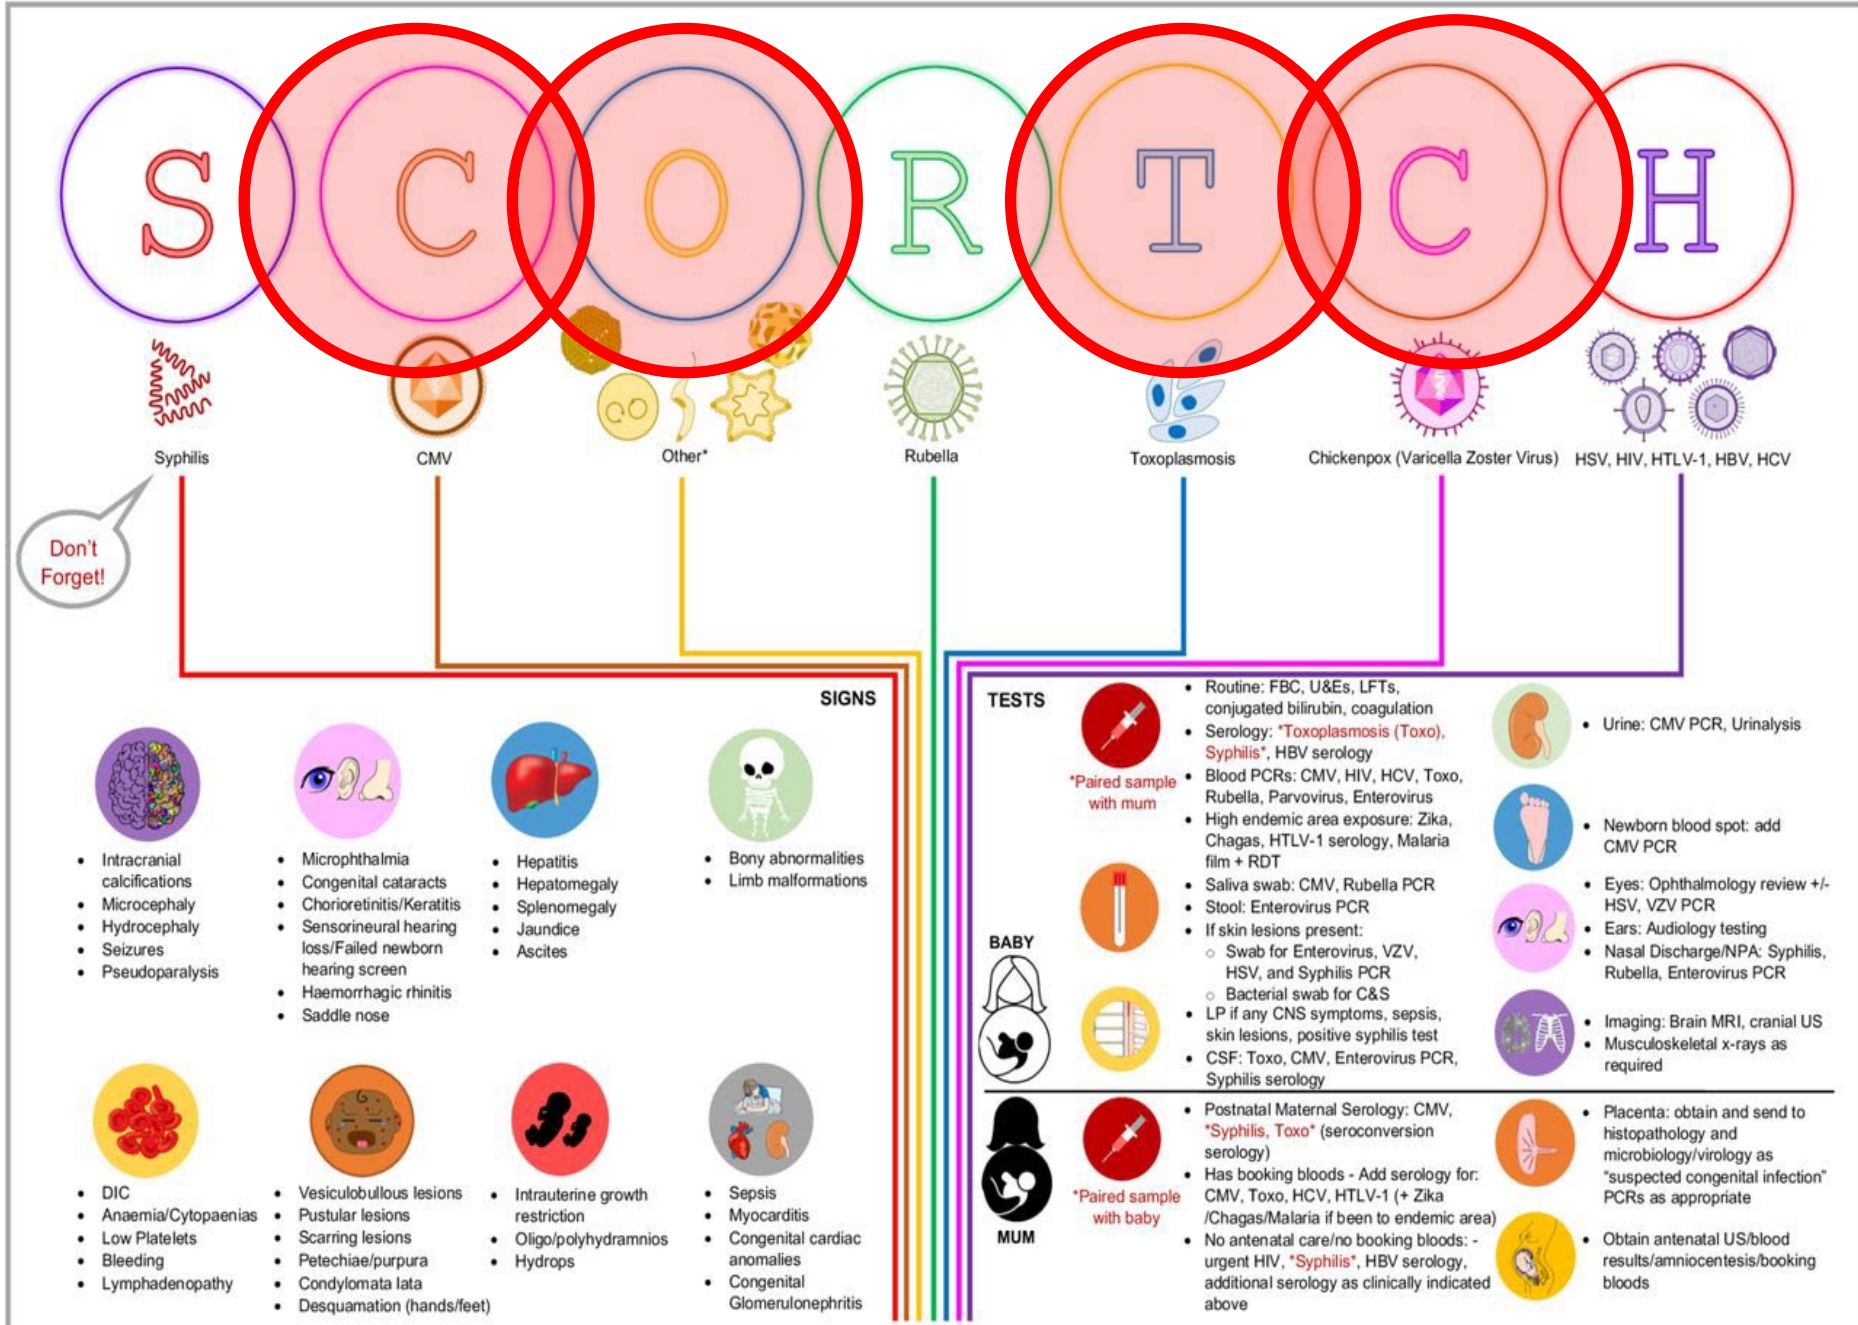 S C O R T C H
Syphilis
CMV
Other*
Rubella
Toxoplasmosis
Chickenpox (Varicella Zoster Virus)
HSV, HIV, HTLV-1, HBV, HCV
Don't
Forget!
SIGNS
• Intracranial
calcifications
• Microcephaly
• Hydrocephaly
• Seizures
• Pseudoparalysis
• Microphthalmia
• Congenital cataracts
• Chorioretinitis/Keratitis
• Sensorineural hearing
loss/Failed newborn
hearing screen
• Haemorrhagic rhinitis
• Saddle nose
• Hepatitis
• Hepatomegaly
• Splenomegaly
• Jaundice
• Ascites
• Bony abnormalities
• Limb malformations
• DIC
• Anaemia/Cytopaenias
• Low Platelets
• Bleeding
• Lymphadenopathy
• Vesiculobullous lesions
• Pustular lesions
• Scarring lesions
• Petechiae/purpura
• Condylomata lata
• Desquamation (hands/feet)
• Intrauterine growth
restriction
• Oligo/polyhydramnios
• Hydrops
• Sepsis
• Myocarditis
• Congenital cardiac
anomalies
• Congenital
Glomerulonephritis
TESTS
BABY
*Paired sample
with mum
• Routine: FBC, U&Es, LFTs,
conjugated bilirubin, coagulation
• Serology: *Toxoplasmosis (Toxo),
Syphilis*, HBV serology
• Blood PCRs: CMV, HIV, HCV, Toxo,
Rubella, Parvovirus, Enterovirus
• High endemic area exposure: Zika,
Chagas, HTLV-1 serology, Malaria
film + RDT
• Saliva swab: CMV, Rubella PCR
• Stool: Enterovirus PCR
• If skin lesions present:
○ Swab for Enterovirus, VZV,
HSV, and Syphilis PCR
○ Bacterial swab for C&S
• LP if any CNS symptoms, sepsis,
skin lesions, positive syphilis test
• CSF: Toxo, CMV, Enterovirus PCR,
Syphilis serology
• Urine: CMV PCR, Urinalysis
• Newborn blood spot: add
CMV PCR
• Eyes: Ophthalmology review +/-
HSV, VZV PCR
• Ears: Audiology testing
• Nasal Discharge/NPA: Syphilis,
Rubella, Enterovirus PCR
• Imaging: Brain MRI, cranial US
• Musculoskeletal x-rays as
required
MUM
*Paired sample
with baby
• Postnatal Maternal Serology: CMV,
*Syphilis, Toxo* (seroconversion
serology)
• Has booking bloods - Add serology for:
CMV, Toxo, HCV, HTLV-1 (+ Zika
/Chagas/Malaria if been to endemic area)
• No antenatal care/no booking bloods: -
urgent HIV, *Syphilis*, HBV serology,
additional serology as clinically indicated
above
• Placenta: obtain and send to
histopathology and
microbiology/virology as
“suspected congenital infection”
PCRs as appropriate
• Obtain antenatal US/blood
results/amniocentesis/booking
bloods